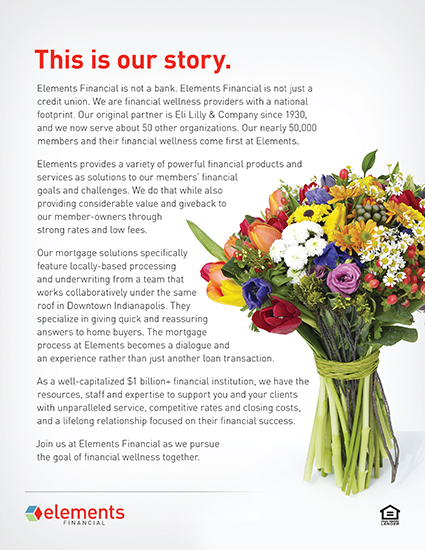 This is our story.
Elements Financial is not a bank. Elements Financial is not just a
credit union. We are financial wellness providers with a national
footprint. Our original partner is Eli Lilly & Company since 1930,
and we now serve about 50 other organizations. Our nearly 50,000
members and their financial wellness come first at Elements.
Elements provides a variety of powerful financial products and
services as solutions to our members' financial
goals and challenges. We do that while also
providing considerable value and giveback to
our member-owners through
strong rates and low fees.
Our mortgage solutions specifically
feature locally-based processing
and underwriting from a team that
works collaboratively under the same
roof in Downtown Indianapolis. They
specialize in giving quick and reassuring
answers to home buyers. The mortgage
process at Elements becomes a dialogue and
an experience rather than just another loan transaction.
As a well-capitalized $1 billion+ financial institution, we have the
resources, staff and expertise to support you and your clients
with unparalleled service, competitive rates and closing costs,
and a lifelong relationship focused on their financial success.
Join us at Elements Financial as we pursue
the goal of financial wellness together.
elements
FINANCIAL
LENDER